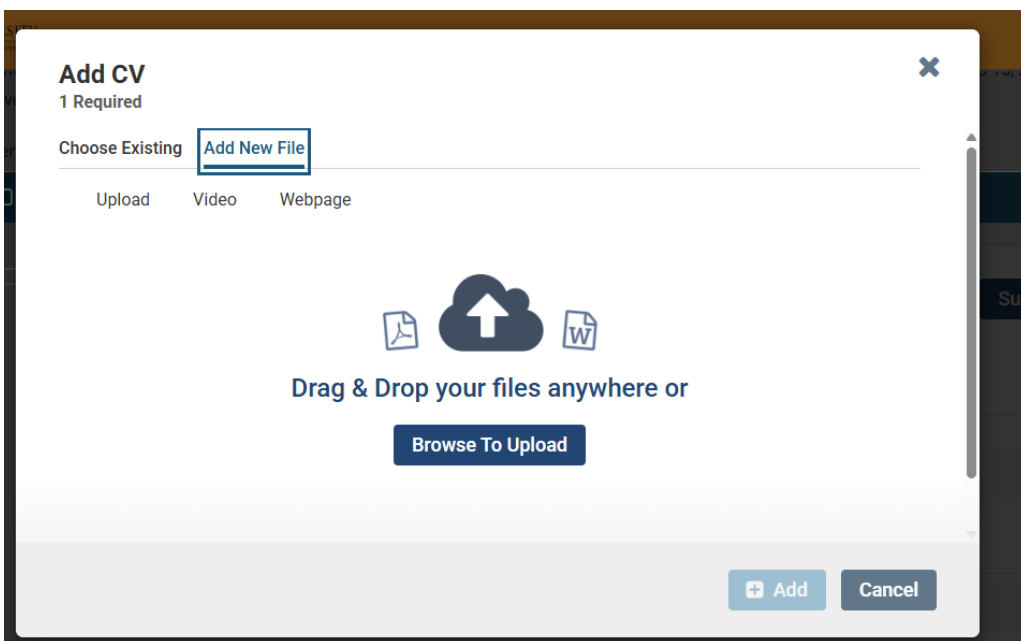 Add CV
1 Required
Choose Existing Add New File
Upload Video Webpage
W
Drag & Drop your files anywhere or
Browse To Upload
Su
Add Cancel